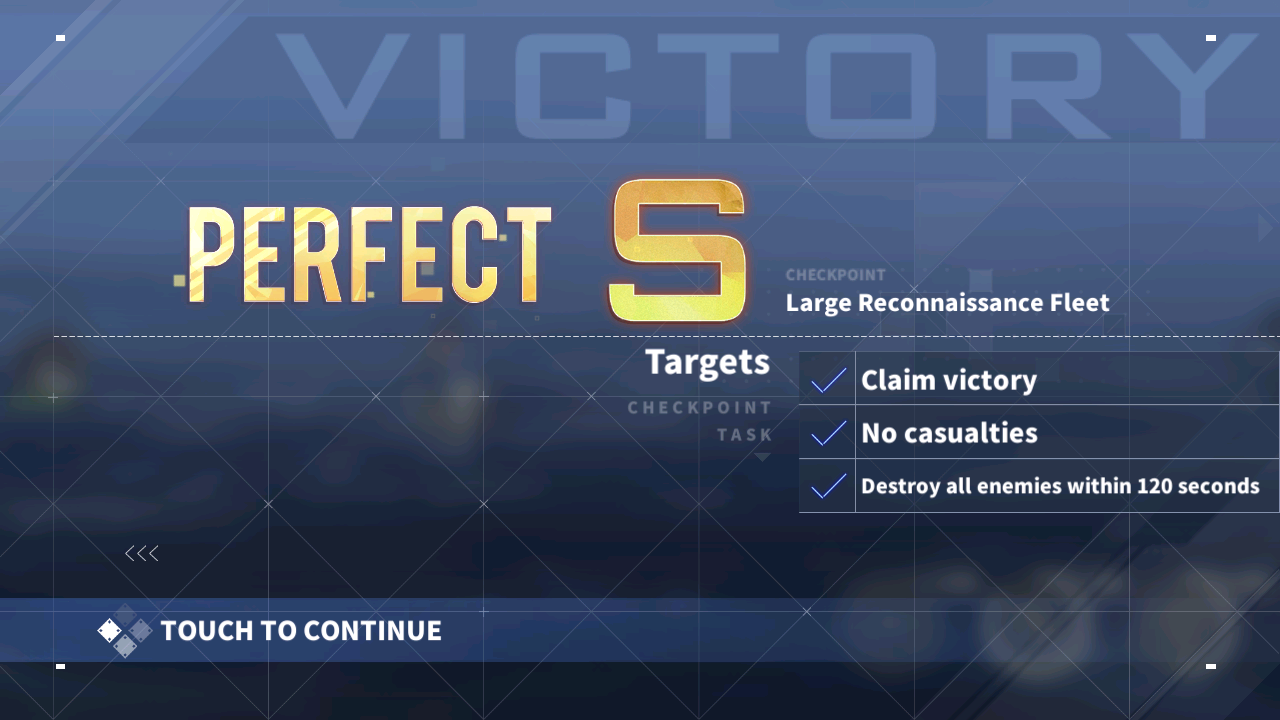 VICTORY
PERFECT S
CHECKPOINT
Large Reconnaissance Fleet
Targets
CHECKPOINT
TASK
Claim victory
No casualties
Destroy all enemies within 120 seconds
TOUCH TO CONTINUE